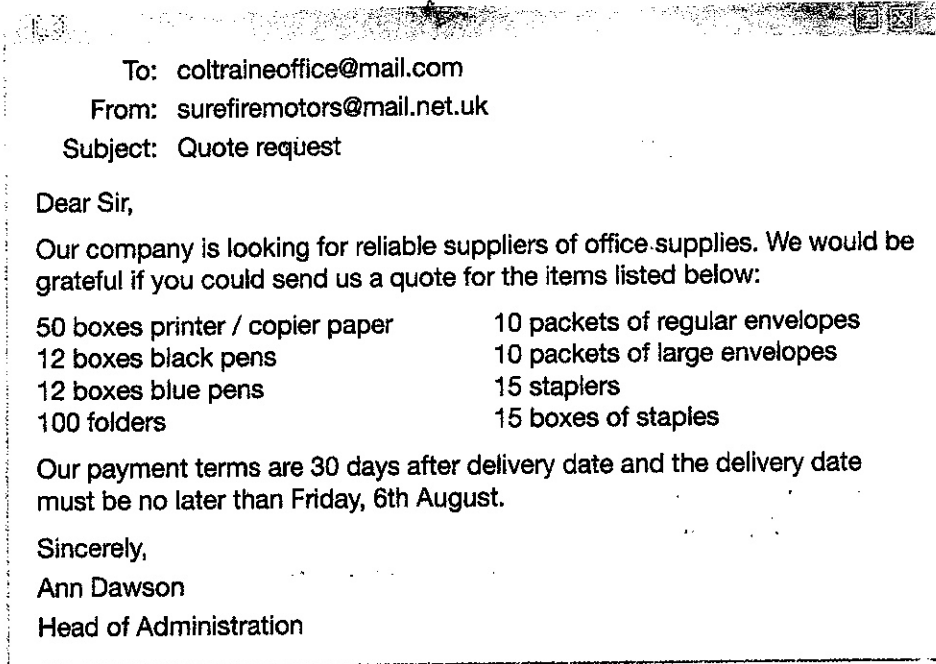 To: coltraineoffice@mail.com
From: surefiremotors@mail.net.uk
Subject: Quote request
Dear Sir,
Our company is looking for reliable suppliers of office supplies. We would be
grateful if you could send us a quote for the items listed below:
50 boxes printer / copier paper
12 boxes black pens
12 boxes blue pens
100 folders
10 packets of regular envelopes
10 packets of large envelopes
15 staplers
15 boxes of staples
Our payment terms are 30 days after delivery date and the delivery date
must be no later than Friday, 6th August.
Sincerely,
Ann Dawson
Head of Administration